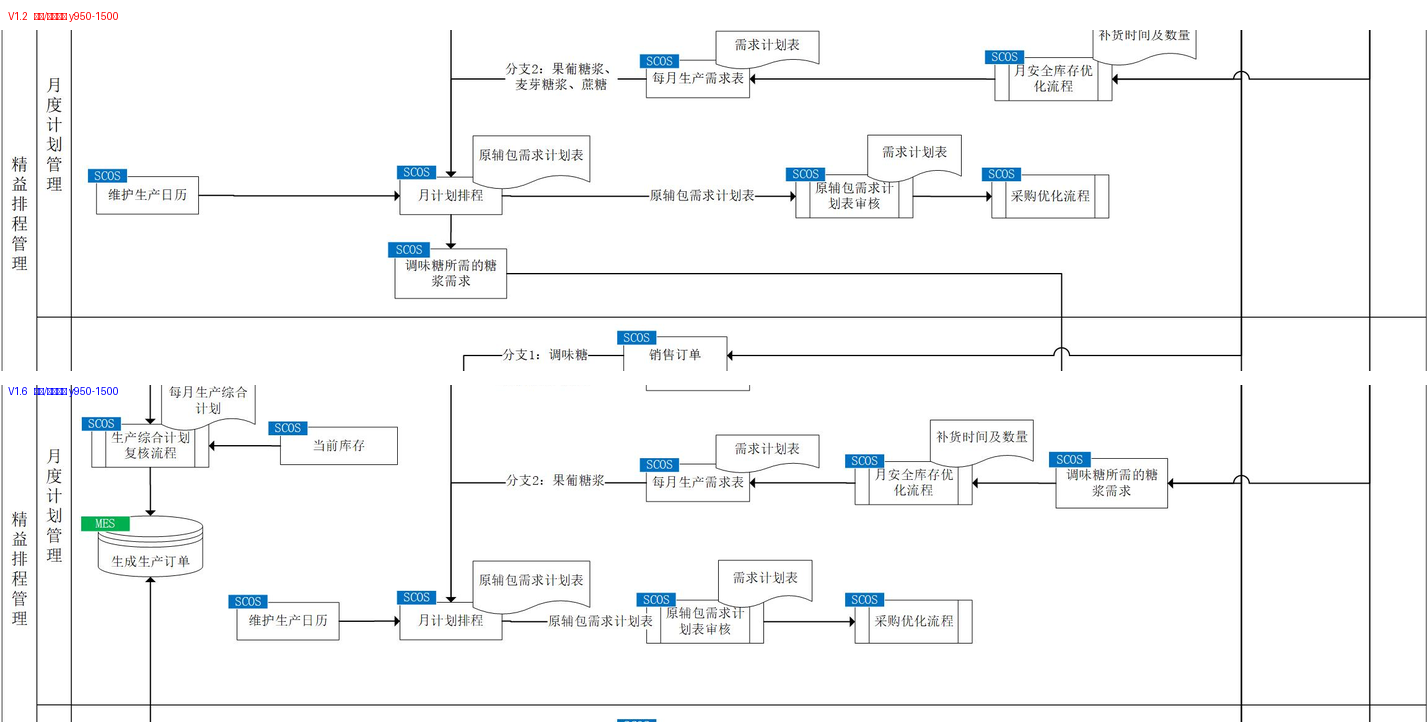 V1.2
y950-1500
需求计划表
补货时间及数量
SCOS
每月生产需求表
SCOS
月安全库存优
化流程
分支2: 果葡糖浆、
麦芽糖浆、蔗糖
月度计划管理
精益排程管理
SCOS
维护生产日历
SCOS
月计划排程
原辅包需求计划表
原辅包需求计划表
SCOS
原辅包需求计
划表审核
需求计划表
SCOS
采购优化流程
SCOS
调味糖所需的糖
浆需求
分支1: 调味糖
SCOS
销售订单
V1.6
y950-1500
每月生产综合
计划
SCOS
生产综合计划
复核流程
SCOS
当前库存
MES
生成生产订单
月度计划管理
精益排程管理
分支2: 果葡糖浆
SCOS
每月生产需求表
需求计划表
SCOS
月安全库存优
化流程
补货时间及数量
SCOS
调味糖所需的糖
浆需求
SCOS
维护生产日历
SCOS
月计划排程
原辅包需求计划表
原辅包需求计划表
SCOS
原辅包需求计
划表审核
需求计划表
SCOS
采购优化流程